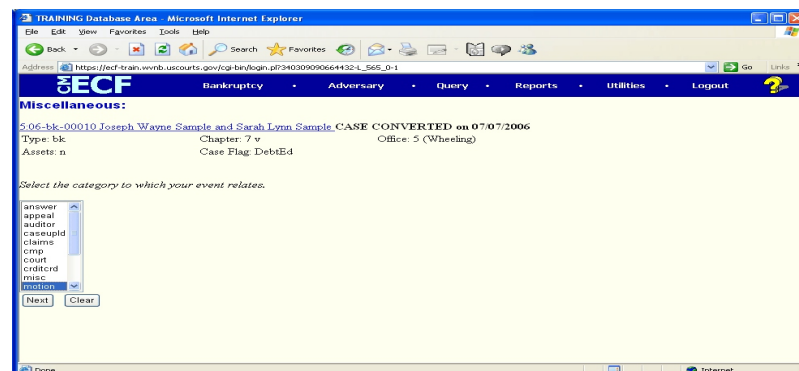 TRAINING Database Area - Microsoft Internet Explorer
File Edit View Favorites Tools Help
Back Search Favorites
Address https://ecf-train.wvnb.uscourts.gov/cgi-bin/login.pl?340309090664432-L_565_0-1 Go Links
CM ECF Bankruptcy • Adversary • Query • Reports • Utilities • Logout ?
Miscellaneous:
5:06-bk-00010 Joseph Wayne Sample and Sarah Lynn Sample CASE CONVERTED on 07/07/2006
Type: bk Chapter: 7 v Office: 5 (Wheeling)
Assets: n Case Flag: DebtEd
Select the category to which your event relates.
answer
appeal
auditor
caseupld
claims
cmp
court
crditcrd
misc
motion
Next Clear
Done Internet